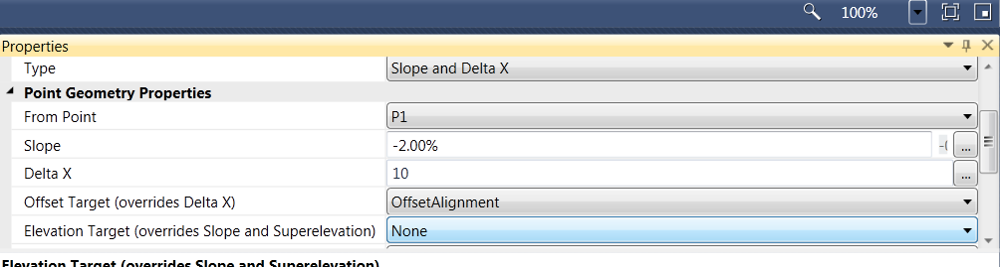 100%
Properties
Type Slope and Delta X
Point Geometry Properties
From Point P1
Slope -2.00% ...
Delta X 10 ...
Offset Target (overrides Delta X) OffsetAlignment
Elevation Target (overrides Slope and Superelevation) None
Elevation Target (overrides Slope and Superelevation)